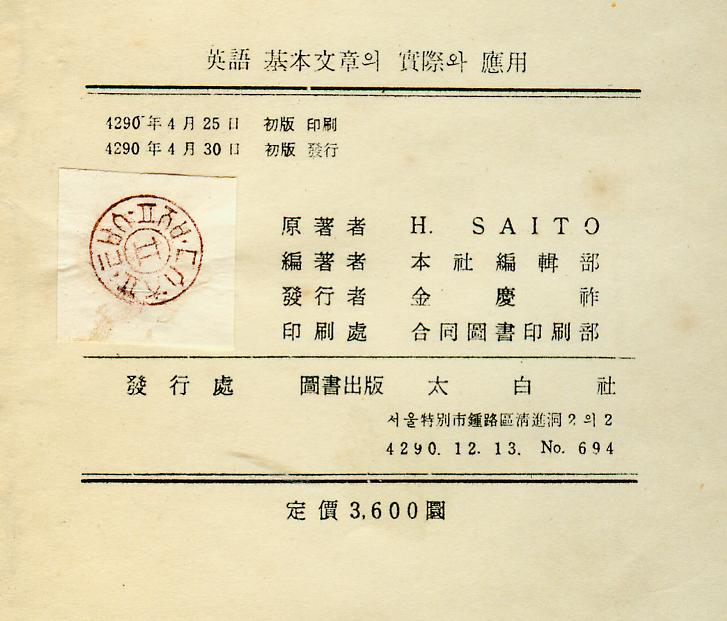 英語 基本文章의 實際와 應用
4290年 4 月 25 日 初版 印刷
4290 年 4 月 30 日 初版 發行
原著者 H. SAITO
編著者 本社編輯部
發行者 金慶祚
印刷處 合同圖書印刷部
發行處 圖書出版 太白社
서울特別市鍾路區淸進洞 2 의 2
4290. 12. 13. No. 694
定價 3,600圜